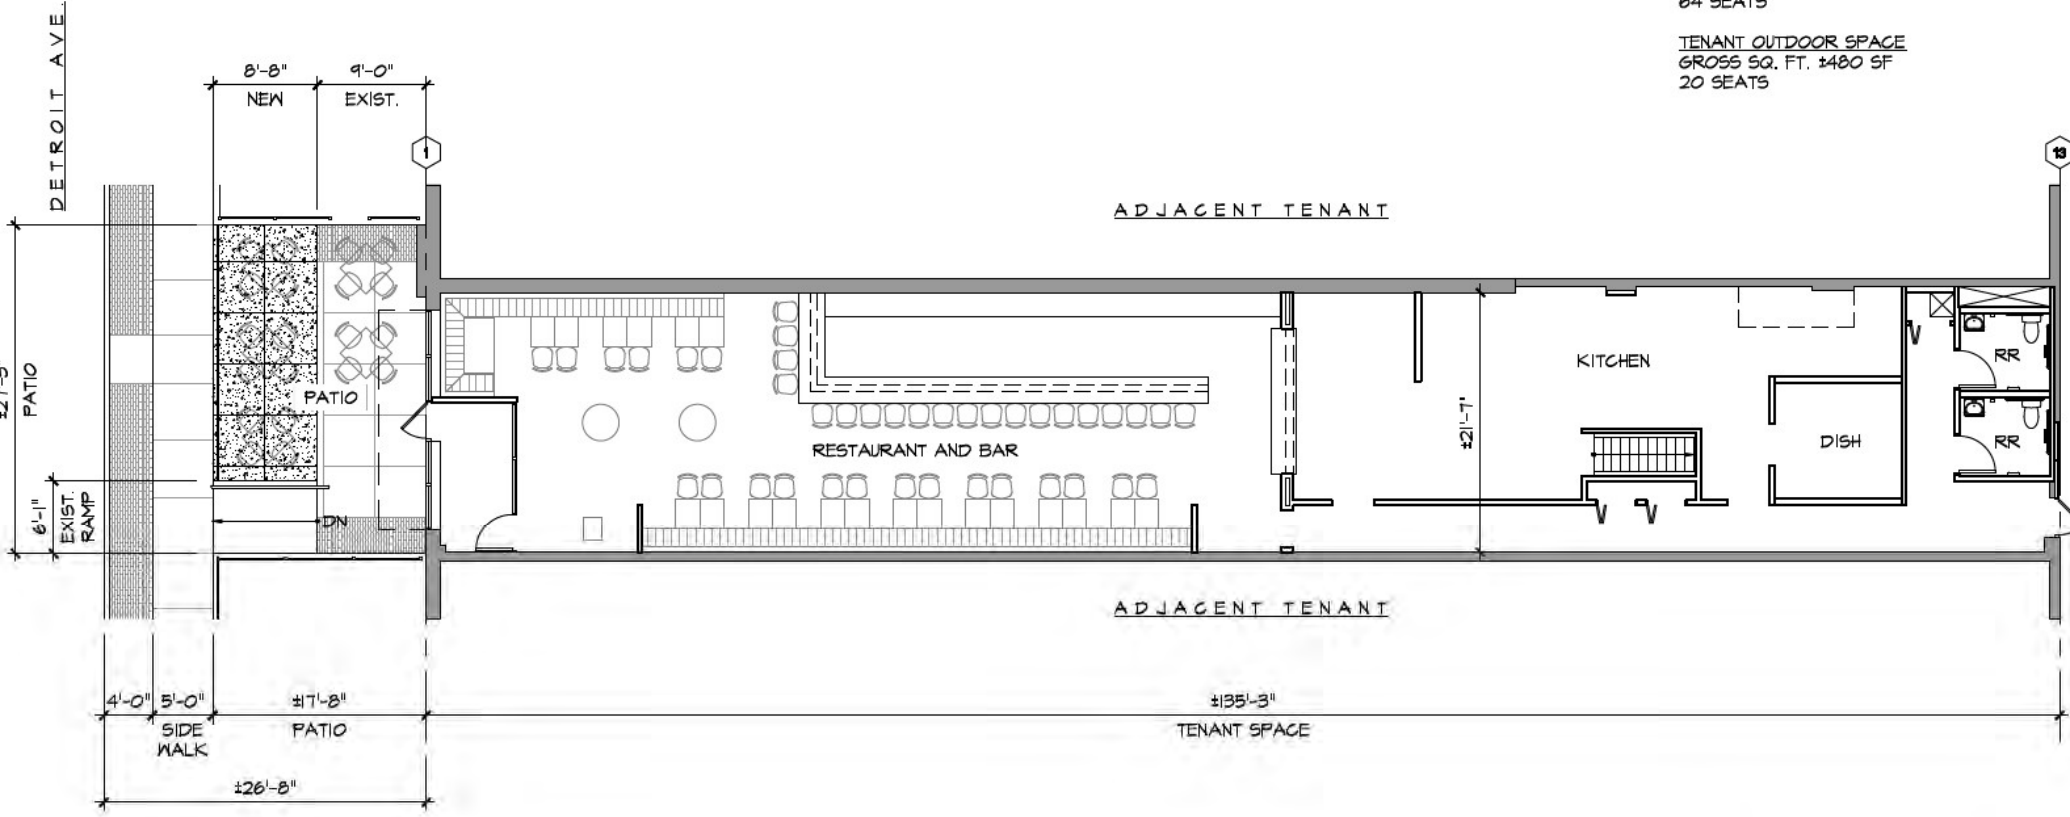 64 SEATS
TENANT OUTDOOR SPACE
GROSS SQ. FT. ±480 SF
20 SEATS
DETROIT AVE.
8'-8"
9'-0"
NEW
EXIST.
1
13
ADJACENT TENANT
PATIO
6'-1"
EXIST.
RAMP
PATIO
DN
RESTAURANT AND BAR
±21'-7"
KITCHEN
DISH
RR
RR
ADJACENT TENANT
4'-0"
5'-0"
±17'-8"
±135'-3"
SIDE
WALK
PATIO
TENANT SPACE
±26'-8"